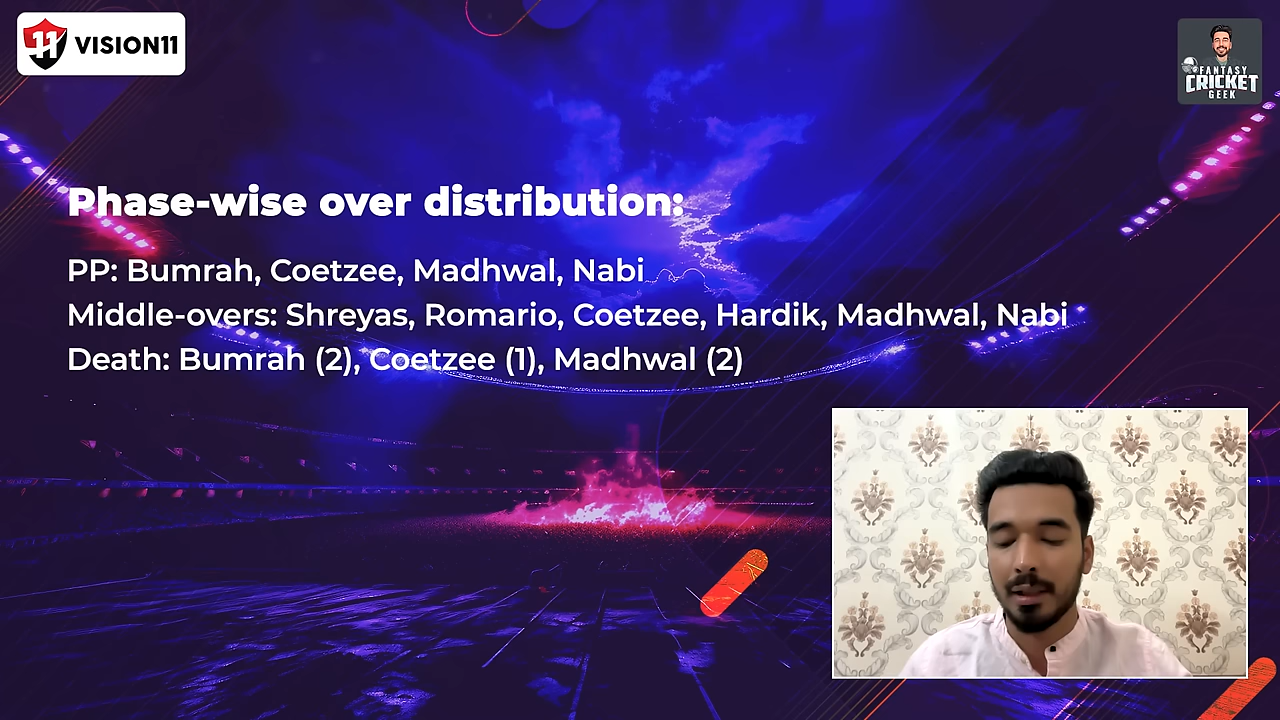 11 VISION11
FANTASY
CRICKET
GEEK
Phase-wise over distribution:
PP: Bumrah, Coetzee, Madhwal, Nabi
Middle-overs: Shreyas, Romario, Coetzee, Hardik, Madhwal, Nabi
Death: Bumrah (2), Coetzee (1), Madhwal (2)